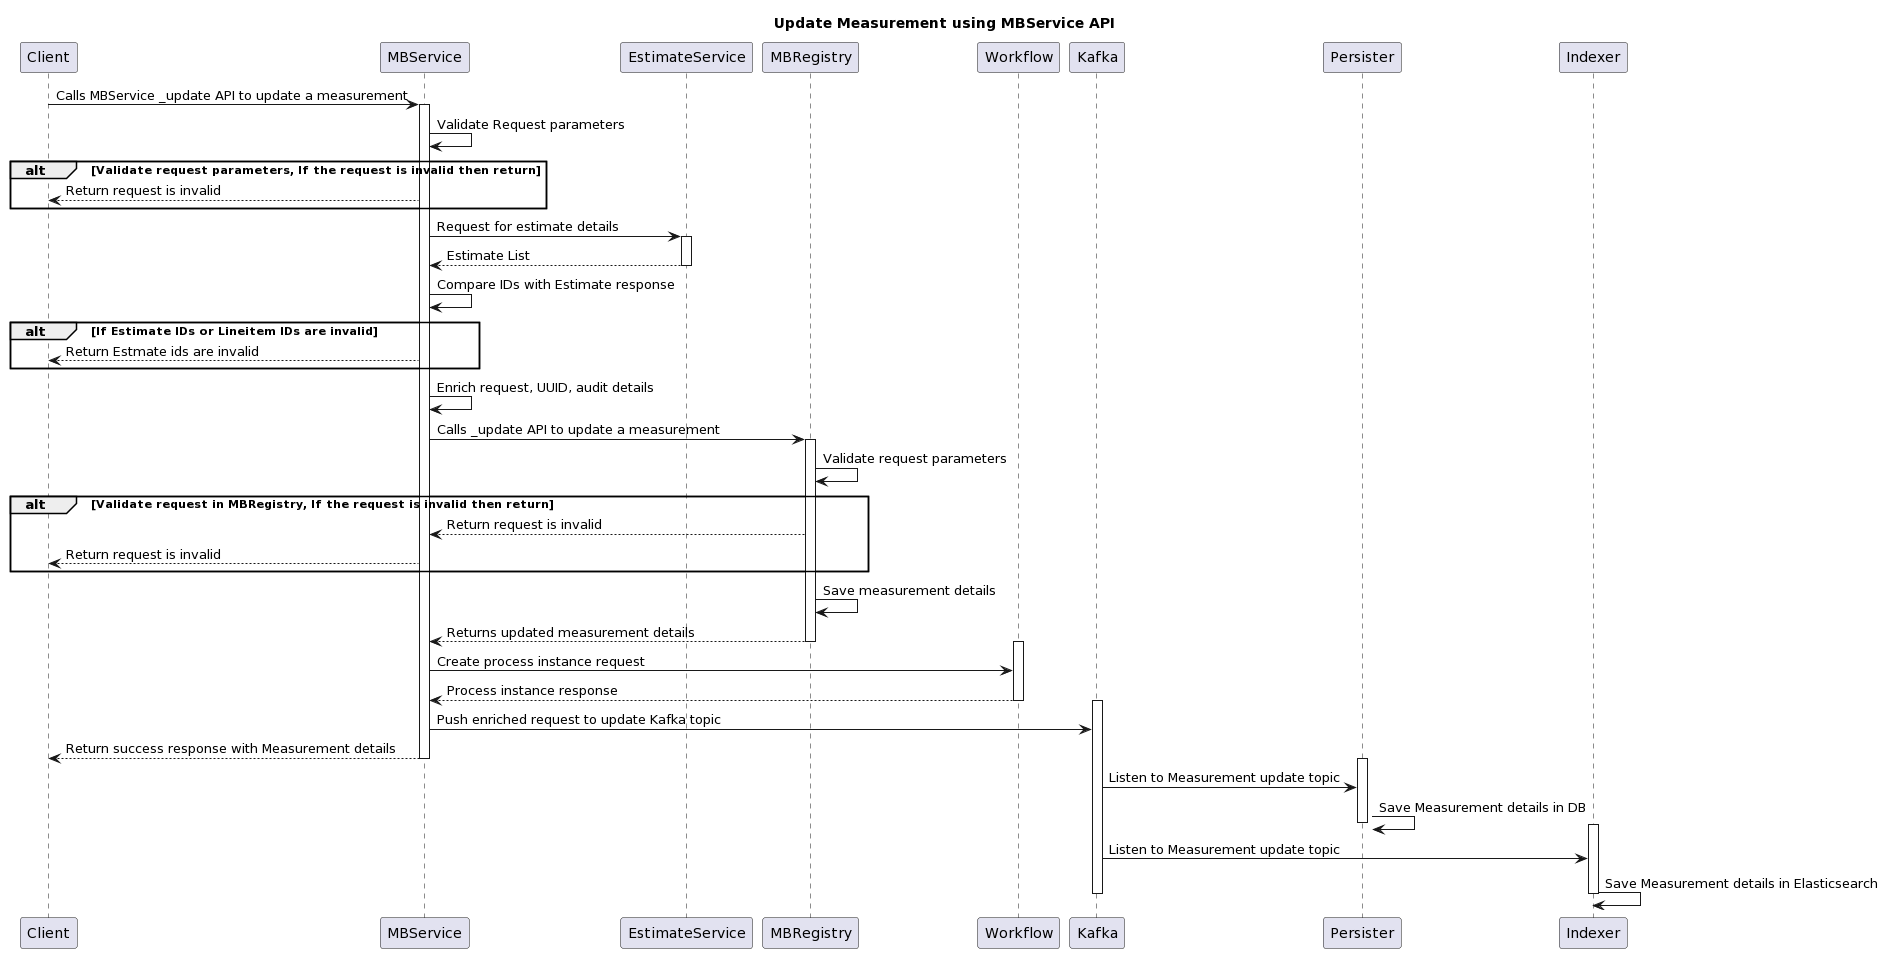 Update Measurement using MBService API
Client
MBService
EstimateService
MBRegistry
Workflow
Kafka
Persister
Indexer
Calls MBService _update API to update a measurement
Validate Request parameters
alt
[Validate request parameters, If the request is invalid then return]
Return request is invalid
Request for estimate details
Estimate List
Compare IDs with Estimate response
alt
[If Estimate IDs or Lineitem IDs are invalid]
Return Estmate ids are invalid
Enrich request, UUID, audit details
Calls _update API to update a measurement
Validate request parameters
alt
[Validate request in MBRegistry, If the request is invalid then return]
Return request is invalid
Return request is invalid
Save measurement details
Returns updated measurement details
Create process instance request
Process instance response
Push enriched request to update Kafka topic
Return success response with Measurement details
Listen to Measurement update topic
Save Measurement details in DB
Listen to Measurement update topic
Save Measurement details in Elasticsearch
Client
MBService
EstimateService
MBRegistry
Workflow
Kafka
Persister
Indexer